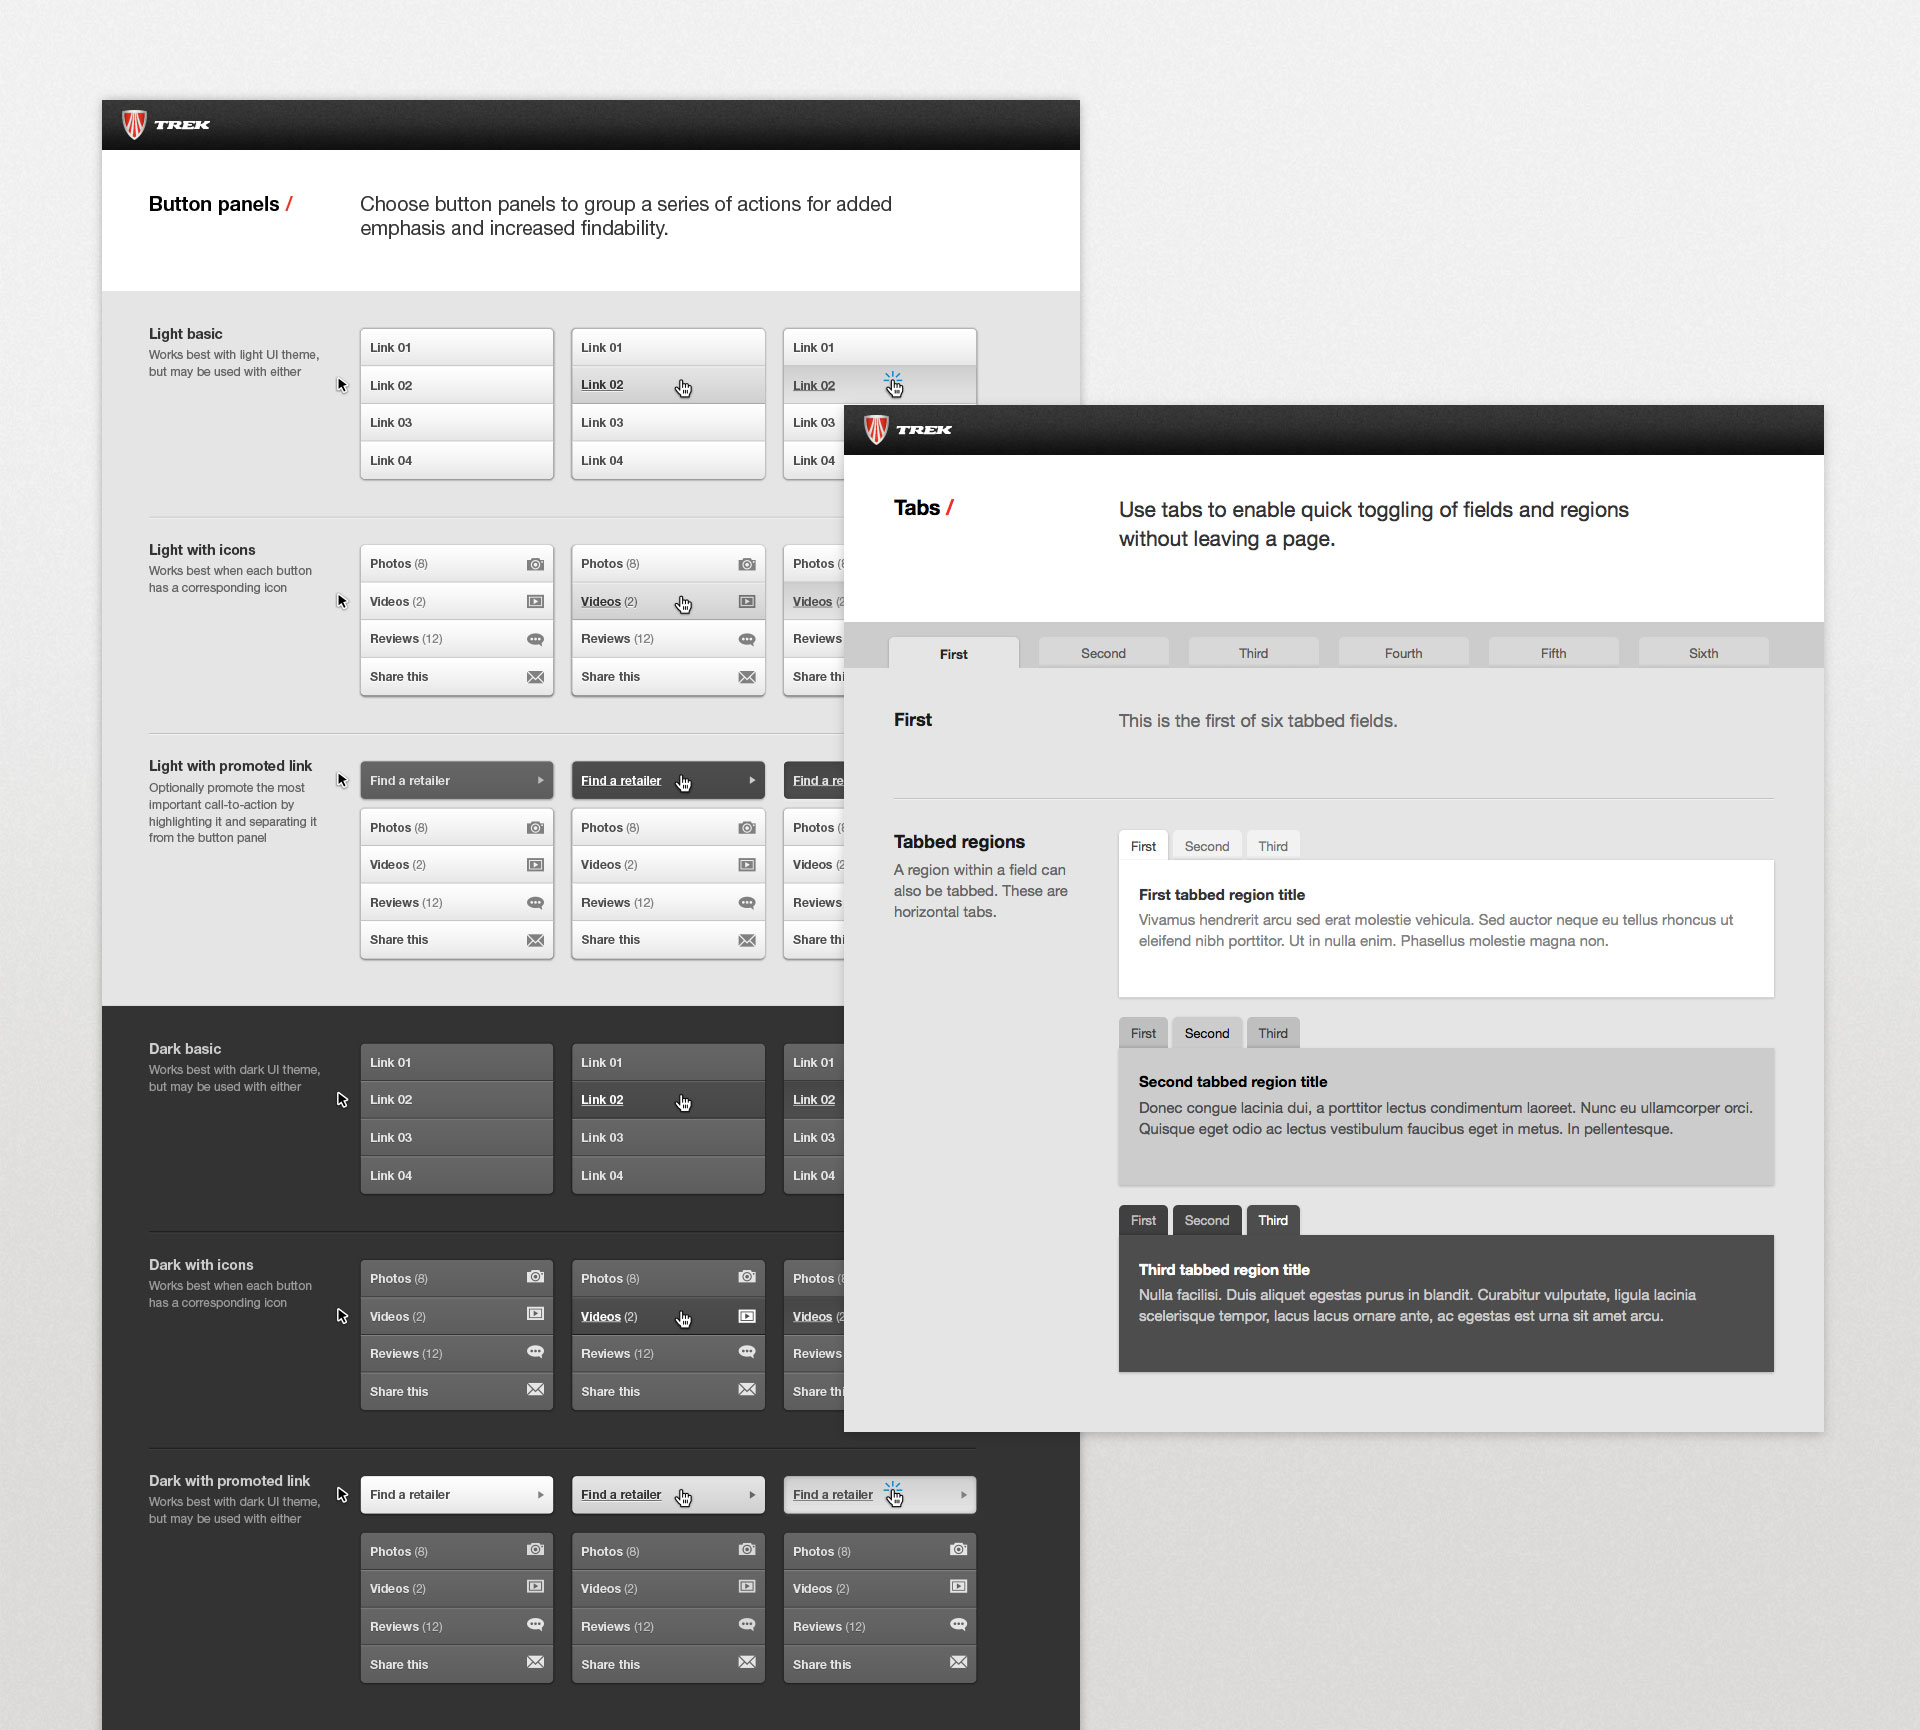 TREK
Button panels /
Choose button panels to group a series of actions for added
emphasis and increased findability.
Light basic
Works best with light UI theme,
but may be used with either
Link 01
Link 02
Link 03
Link 04
Link 01
Link 02
Link 03
Link 04
Link 01
Link 02
Link 03
Link 04
Light with icons
Works best when each button
has a corresponding icon
Photos (8)
Videos (2)
Reviews (12)
Share this
Photos (8)
Videos (2)
Reviews (12)
Share this
Photos
Videos
Reviews
Share
Light with promoted link
Optionally promote the most
important call-to-action by
highlighting it and separating it
from the button panel
Find a retailer
Photos (8)
Videos (2)
Reviews (12)
Share this
Find a retailer
Photos (8)
Videos (2)
Reviews (12)
Share this
Find a
Photos
Videos
Reviews
Share
Dark basic
Works best with dark UI theme,
but may be used with either
Link 01
Link 02
Link 03
Link 04
Link 01
Link 02
Link 03
Link 04
Link 01
Link 02
Link 03
Link 04
Dark with icons
Works best when each button
has a corresponding icon
Photos (8)
Videos (2)
Reviews (12)
Share this
Photos (8)
Videos (2)
Reviews (12)
Share this
Photos
Videos
Reviews
Share
Dark with promoted link
Works best with dark UI theme,
but may be used with either
Find a retailer
Photos (8)
Videos (2)
Reviews (12)
Share this
Find a retailer
Photos (8)
Videos (2)
Reviews (12)
Share this
Find a retailer
Photos (8)
Videos (2)
Reviews (12)
Share this
TREK
Tabs /
Use tabs to enable quick toggling of fields and regions
without leaving a page.
First Second Third Fourth Fifth Sixth
First
This is the first of six tabbed fields.
Tabbed regions
A region within a field can
also be tabbed. These are
horizontal tabs.
First Second Third
First tabbed region title
Vivamus hendrerit arcu sed erat molestie vehicula. Sed auctor neque eu tellus rhoncus ut
eleifend nibh porttitor. Ut in nulla enim. Phasellus molestie magna non.
First Second Third
Second tabbed region title
Donec congue lacinia dui, a porttitor lectus condimentum laoreet. Nunc eu ullamcorper orci.
Quisque eget odio ac lectus vestibulum faucibus eget in metus. In pellentesque.
First Second Third
Third tabbed region title
Nulla facilisi. Duis aliquet egestas purus in blandit. Curabitur vulputate, ligula lacinia
scelerisque tempor, lacus lacus ornare ante, ac egestas est urna sit amet arcu.